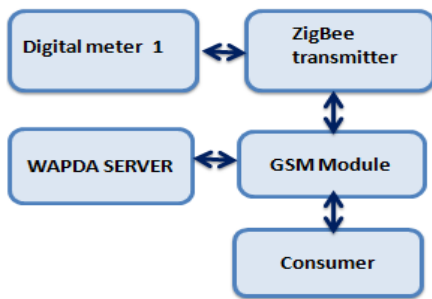 Digital meter 1
ZigBee
transmitter
WAPDA SERVER
GSM Module
Consumer